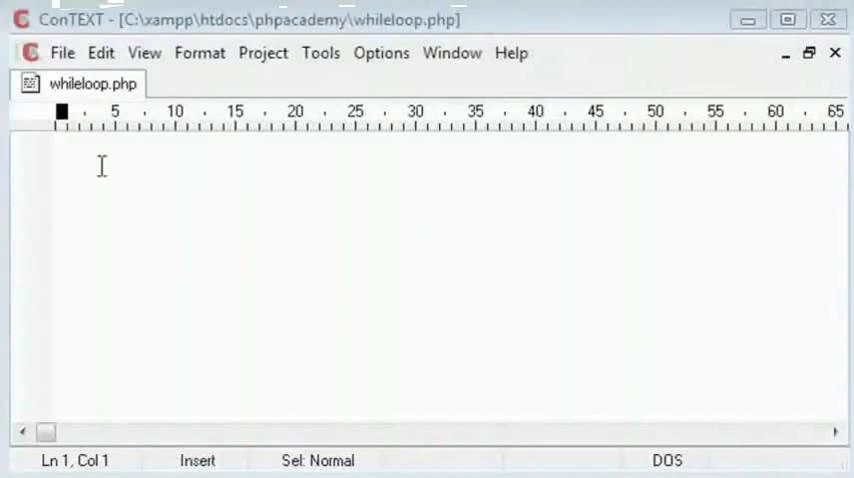 ConTEXT - [C:\xampp\htdocs\phpacademy\whileloop.php]
File Edit View Format Project Tools Options Window Help
whileloop.php
5 10 15 20 25 30 35 40 45 50 55 60 65
Ln 1, Col 1 Insert Sel: Normal DOS